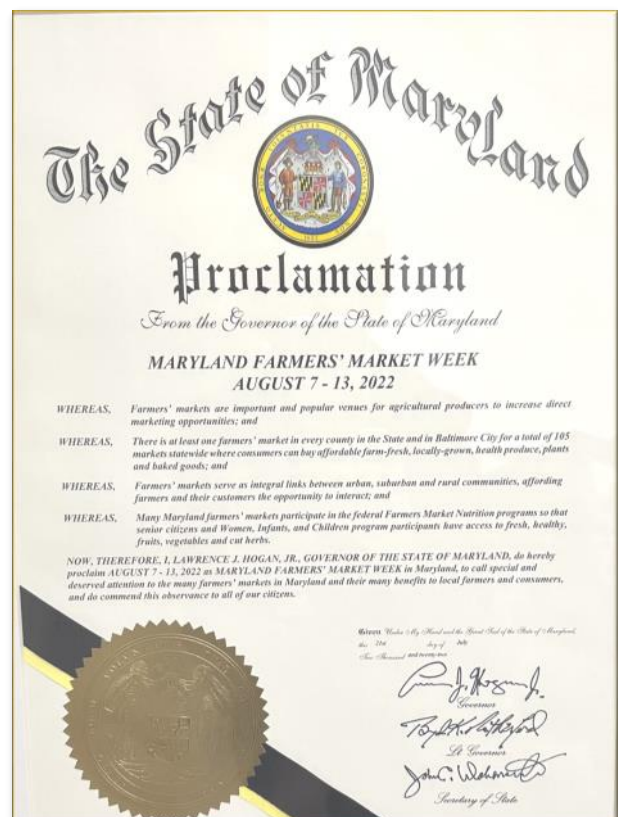 The State of Maryland
Proclamation
From the Governor of the State of Maryland
MARYLAND FARMERS' MARKET WEEK
AUGUST 7 - 13, 2022
WHEREAS, Farmers' markets are important and popular venues for agricultural producers to increase direct
marketing opportunities; and
WHEREAS, There is at least one farmers' market in every county in the State and in Baltimore City for a total of 105
markets statewide where consumers can buy affordable farm-fresh, locally-grown, health produce, plants
and baked goods; and
WHEREAS, Farmers' markets serve as integral links between urban, suburban and rural communities, affording
farmers and their customers the opportunity to interact; and
WHEREAS, Many Maryland farmers' markets participate in the federal Farmers Market Nutrition programs so that
senior citizens and Women, Infants, and Children program participants have access to fresh, healthy,
fruits, vegetables and cut herbs.
NOW, THEREFORE, I, LAWRENCE J. HOGAN, JR., GOVERNOR OF THE STATE OF MARYLAND, do hereby
proclaim AUGUST 7 - 13, 2022 as MARYLAND FARMERS' MARKET WEEK in Maryland, to call special and
deserved attention to the many farmers' markets in Maryland and their many benefits to local farmers and consumers,
and do commend this observance to all of our citizens.
Witness Under My Hand and the Great Seal of the State of Maryland,
this day of July
Two Thousand and twenty-two
Governor
Lt Governor
Secretary of State